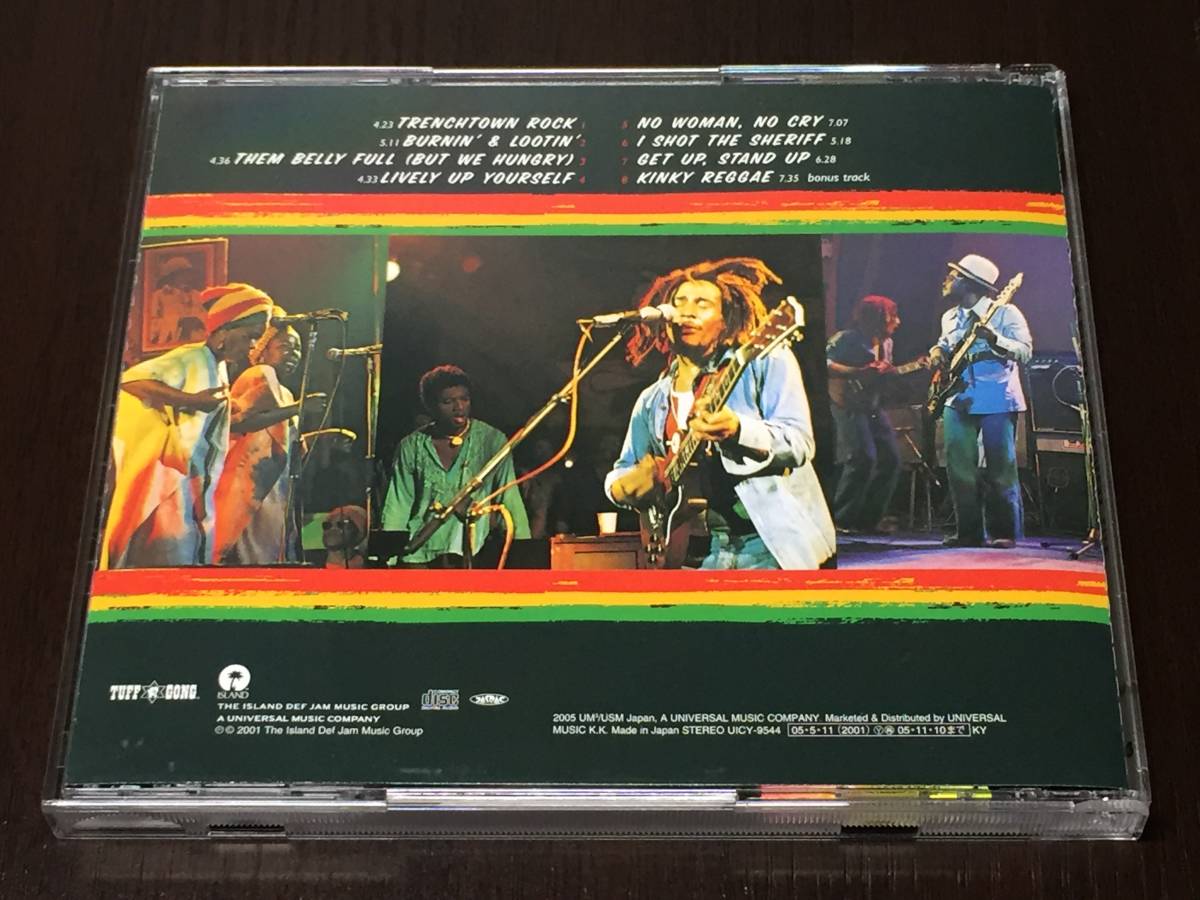 4.23 TRENCHTOWN ROCK 1
5.11 BURNIN' & LOOTIN' 2
4.36 THEM BELLY FULL (BUT WE HUNGRY) 3
4.33 LIVELY UP YOURSELF 4
5 NO WOMAN, NO CRY 7.07
6 I SHOT THE SHERIFF 5.18
7 GET UP, STAND UP 6.28
8 KINKY REGGAE 7.35 bonus track
TUFF GONG
ISLAND
THE ISLAND DEF JAM MUSIC GROUP
A UNIVERSAL MUSIC COMPANY
℗© 2001 The Island Def Jam Music Group
COMPACT
disc
DIGITAL AUDIO
2005 UM³/USM Japan, A UNIVERSAL MUSIC COMPANY Marketed & Distributed by UNIVERSAL
MUSIC K.K. Made in Japan STEREO UICY-9544 05・5・11 (2001) 05・11・10まで KY